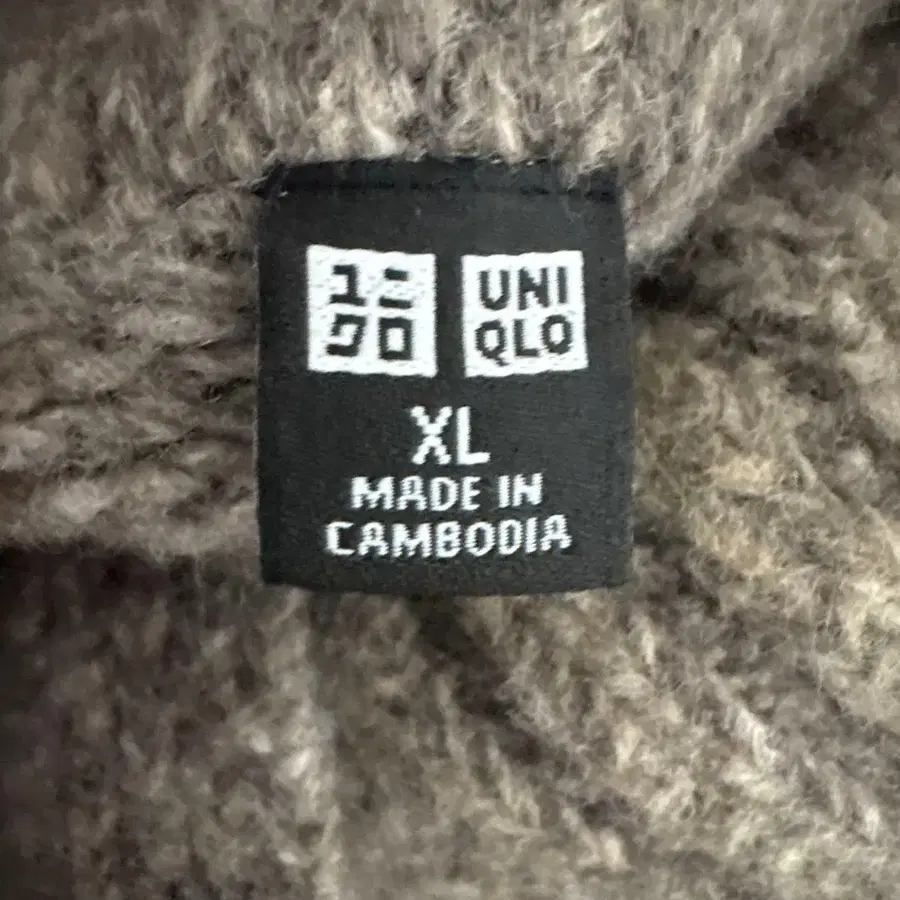 ユニ UNI
クロ QLO
XL
MADE IN
CAMBODIA